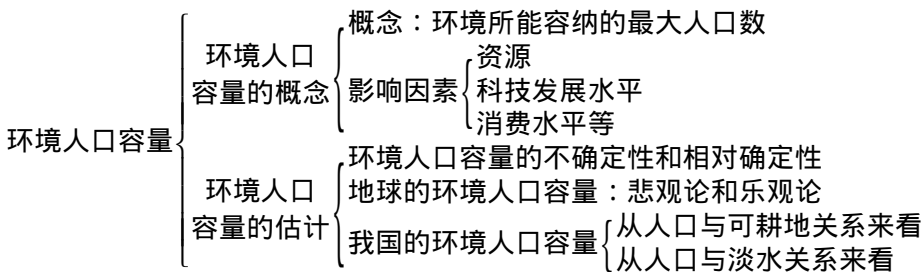 环境人口容量
环境人口
容量的概念
概念：环境所能容纳的最大人口数
影响因素
资源
科技发展水平
消费水平等
环境人口
容量的估计
环境人口容量的不确定性和相对确定性
地球的环境人口容量：悲观论和乐观论
我国的环境人口容量
从人口与可耕地关系来看
从人口与淡水关系来看